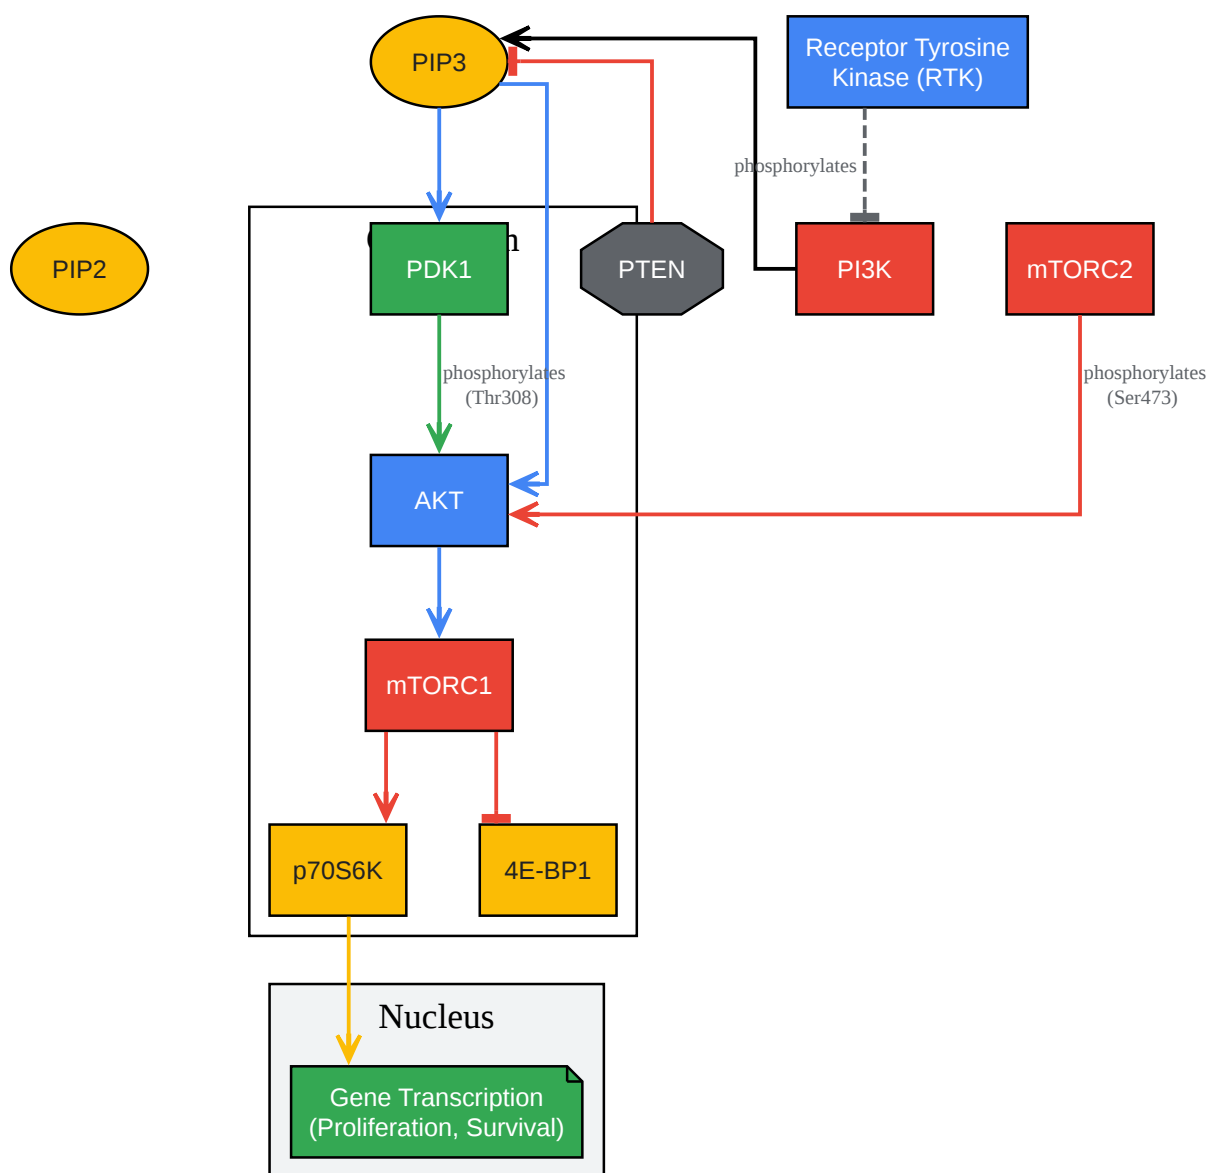 PIP3
Receptor Tyrosine
Kinase (RTK)
phosphorylates
PIP2
PDK1
PTEN
PI3K
mTORC2
phosphorylates
(Thr308)
phosphorylates
(Ser473)
AKT
mTORC1
p70S6K
4E-BP1
Nucleus
Gene Transcription
(Proliferation, Survival)